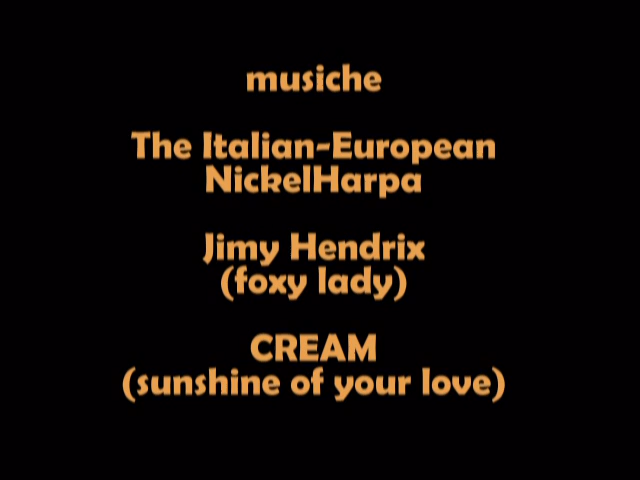 musiche
The Italian-European
NickelHarpa
Jimy Hendrix
(foxy lady)
CREAM
(sunshine of your love)